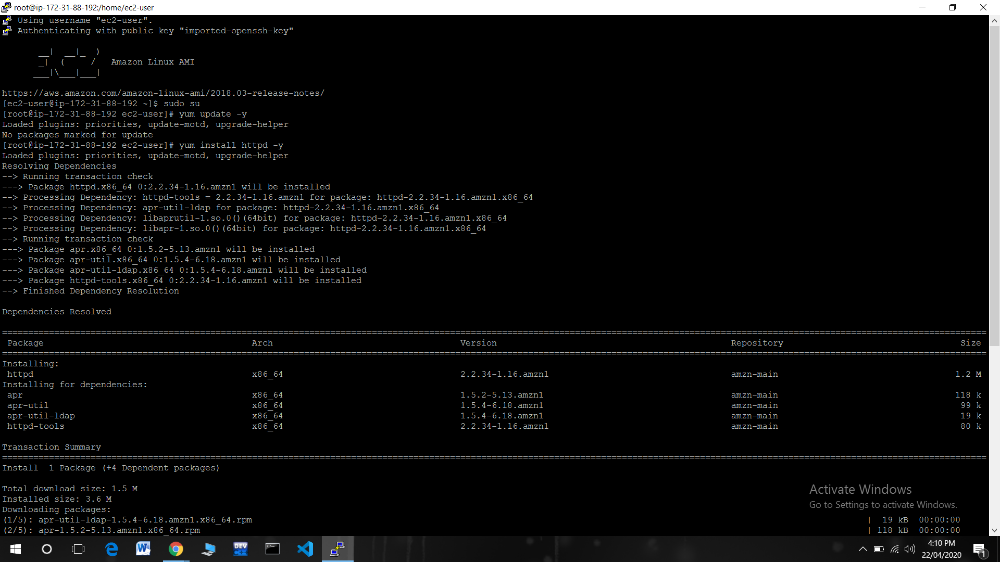 root@ip-172-31-88-192:/home/ec2-user
Using username "ec2-user".
Authenticating with public key "imported-openssh-key"
       __|  __|_  )
       _|  (     /   Amazon Linux AMI
      ___|\___|___|
https://aws.amazon.com/amazon-linux-ami/2018.03-release-notes/
[ec2-user@ip-172-31-88-192 ~]$ sudo su
[root@ip-172-31-88-192 ec2-user]# yum update -y
Loaded plugins: priorities, update-motd, upgrade-helper
No packages marked for update
[root@ip-172-31-88-192 ec2-user]# yum install httpd -y
Loaded plugins: priorities, update-motd, upgrade-helper
Resolving Dependencies
--> Running transaction check
---> Package httpd.x86_64 0:2.2.34-1.16.amzn1 will be installed
--> Processing Dependency: httpd-tools = 2.2.34-1.16.amzn1 for package: httpd-2.2.34-1.16.amzn1.x86_64
--> Processing Dependency: apr-util-ldap for package: httpd-2.2.34-1.16.amzn1.x86_64
--> Processing Dependency: libaprutil-1.so.0()(64bit) for package: httpd-2.2.34-1.16.amzn1.x86_64
--> Processing Dependency: libapr-1.so.0()(64bit) for package: httpd-2.2.34-1.16.amzn1.x86_64
--> Running transaction check
---> Package apr.x86_64 0:1.5.2-5.13.amzn1 will be installed
---> Package apr-util.x86_64 0:1.5.4-6.18.amzn1 will be installed
---> Package apr-util-ldap.x86_64 0:1.5.4-6.18.amzn1 will be installed
---> Package httpd-tools.x86_64 0:2.2.34-1.16.amzn1 will be installed
--> Finished Dependency Resolution
Dependencies Resolved
Package Arch Version Repository Size
Installing:
httpd x86_64 2.2.34-1.16.amzn1 amzn-main 1.2 M
Installing for dependencies:
apr x86_64 1.5.2-5.13.amzn1 amzn-main 118 k
apr-util x86_64 1.5.4-6.18.amzn1 amzn-main 99 k
apr-util-ldap x86_64 1.5.4-6.18.amzn1 amzn-main 19 k
httpd-tools x86_64 2.2.34-1.16.amzn1 amzn-main 80 k
Transaction Summary
Install  1 Package (+4 Dependent packages)
Total download size: 1.5 M
Installed size: 3.6 M
Downloading packages:
(1/5): apr-util-ldap-1.5.4-6.18.amzn1.x86_64.rpm | 19 kB 00:00:00
(2/5): apr-1.5.2-5.13.amzn1.x86_64.rpm | 118 kB 00:00:00
Activate Windows
Go to Settings to activate Windows.
DEV
C++
4:10 PM
22/04/2020
1